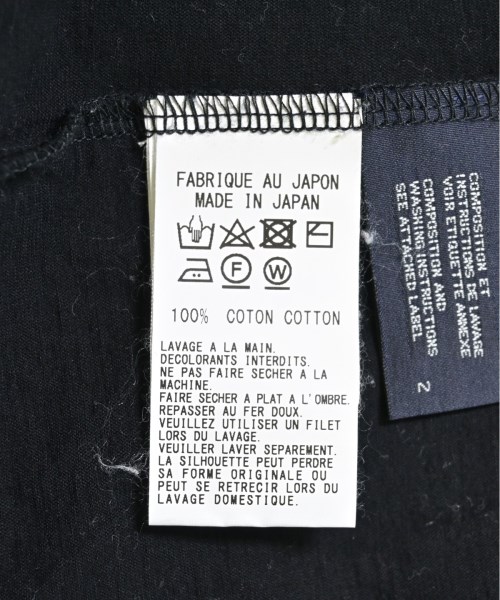 FABRIQUE AU JAPON
MADE IN JAPAN
F W
100% COTON COTTON
LAVAGE A LA MAIN.
DECOLORANTS INTERDITS.
NE PAS FAIRE SECHER A LA
MACHINE.
FAIRE SECHER A PLAT A L'OMBRE.
REPASSER AU FER DOUX.
VEUILLEZ UTILISER UN FILET
LORS DU LAVAGE.
VEUILLER LAVER SEPAREMENT.
LA SILHOUETTE PEUT PERDRE
SA FORME ORIGINALE OU
PEUT SE RETRECIR LORS DU
LAVAGE DOMESTIQUE.
COMPOSITION ET
INSTRUCTIONS DE LAVAGE
VOIR ETIQUETTE ANNEXE
COMPOSITION AND
WASHING INSTRUCTIONS
SEE ATTACHED LABEL
2